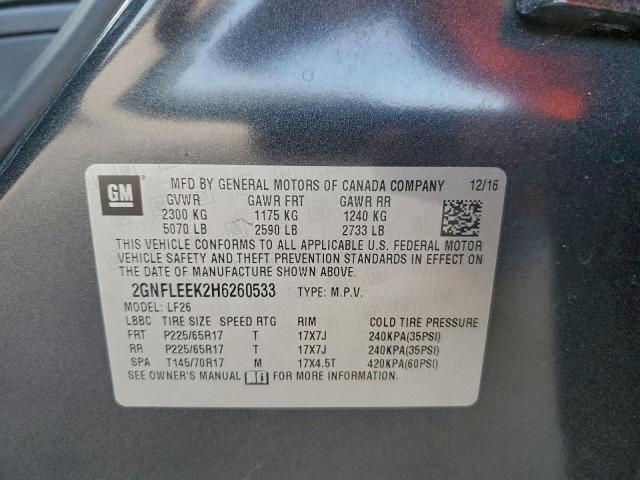 GM MFD BY GENERAL MOTORS OF CANADA COMPANY 12/16
GVWR GAWR FRT GAWR RR
2300 KG 1175 KG 1240 KG
5070 LB 2590 LB 2733 LB
THIS VEHICLE CONFORMS TO ALL APPLICABLE U.S. FEDERAL MOTOR
VEHICLE SAFETY AND THEFT PREVENTION STANDARDS IN EFFECT ON
THE DATE OF MANUFACTURE SHOWN ABOVE.
2GNFLEEK2H6260533 TYPE: M.P.V.
MODEL: LF26
LBBC TIRE SIZE SPEED RTG RIM COLD TIRE PRESSURE
FRT P225/65R17 T 17X7J 240KPA(35PSI)
RR P225/65R17 T 17X7J 240KPA(35PSI)
SPA T145/70R17 M 17X4.5T 420KPA(60PSI)
SEE OWNER'S MANUAL FOR MORE INFORMATION.